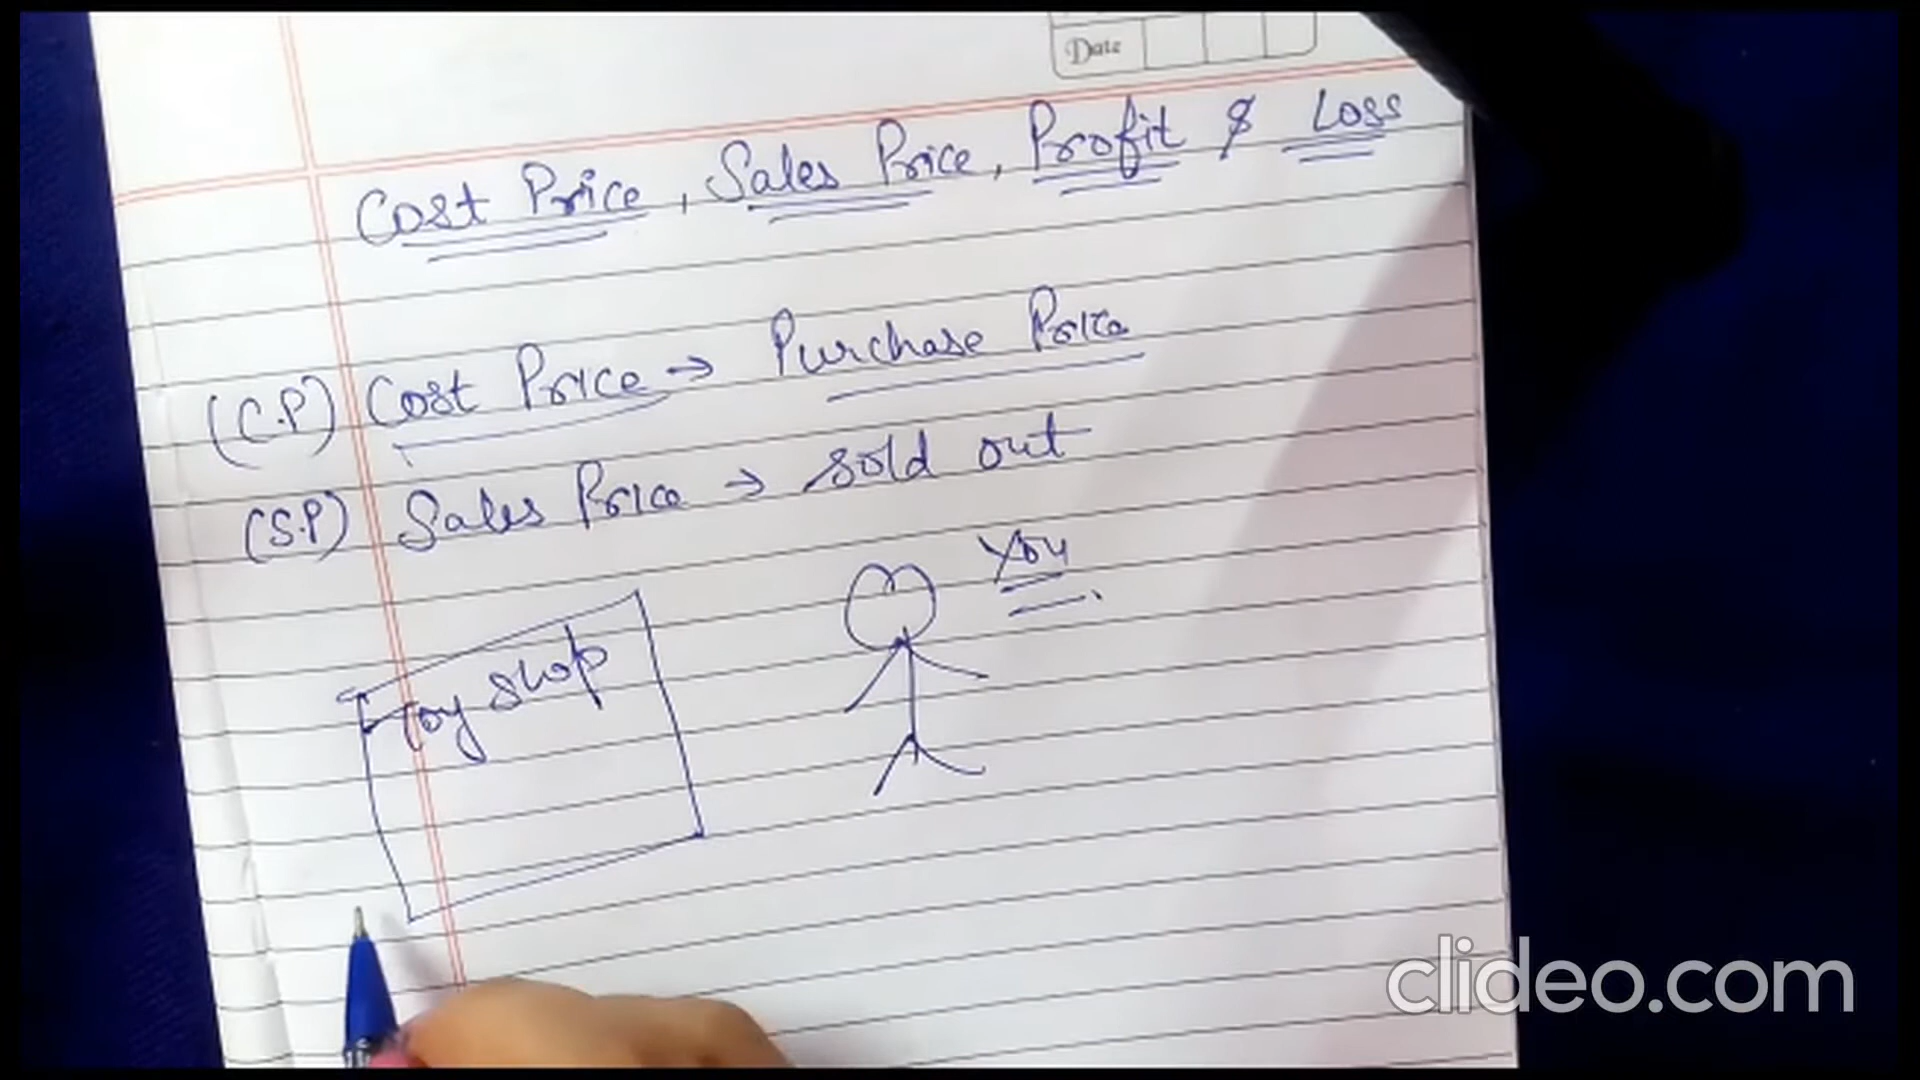 Date
Cost Price, Sales Price, Profit & Loss
(C.P) Cost Price → Purchase Price
(S.P) Sales Price → sold out
You
Toy shop
clideo.com